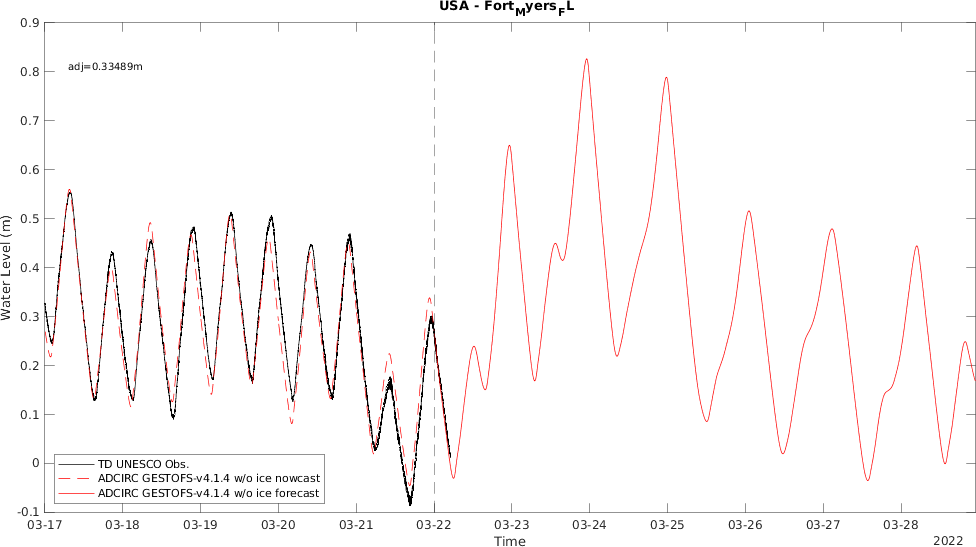 USA - Fort_Myers_FL
0.9
0.8
adj=0.33489m
0.7
0.6
0.5
0.4
0.3
0.2
0.1
0
-0.1
Water Level (m)
TD UNESCO Obs.
ADCIRC GESTOFS-v4.1.4 w/o ice nowcast
ADCIRC GESTOFS-v4.1.4 w/o ice forecast
03-17 03-18 03-19 03-20 03-21 03-22 03-23 03-24 03-25 03-26 03-27 03-28
Time
2022